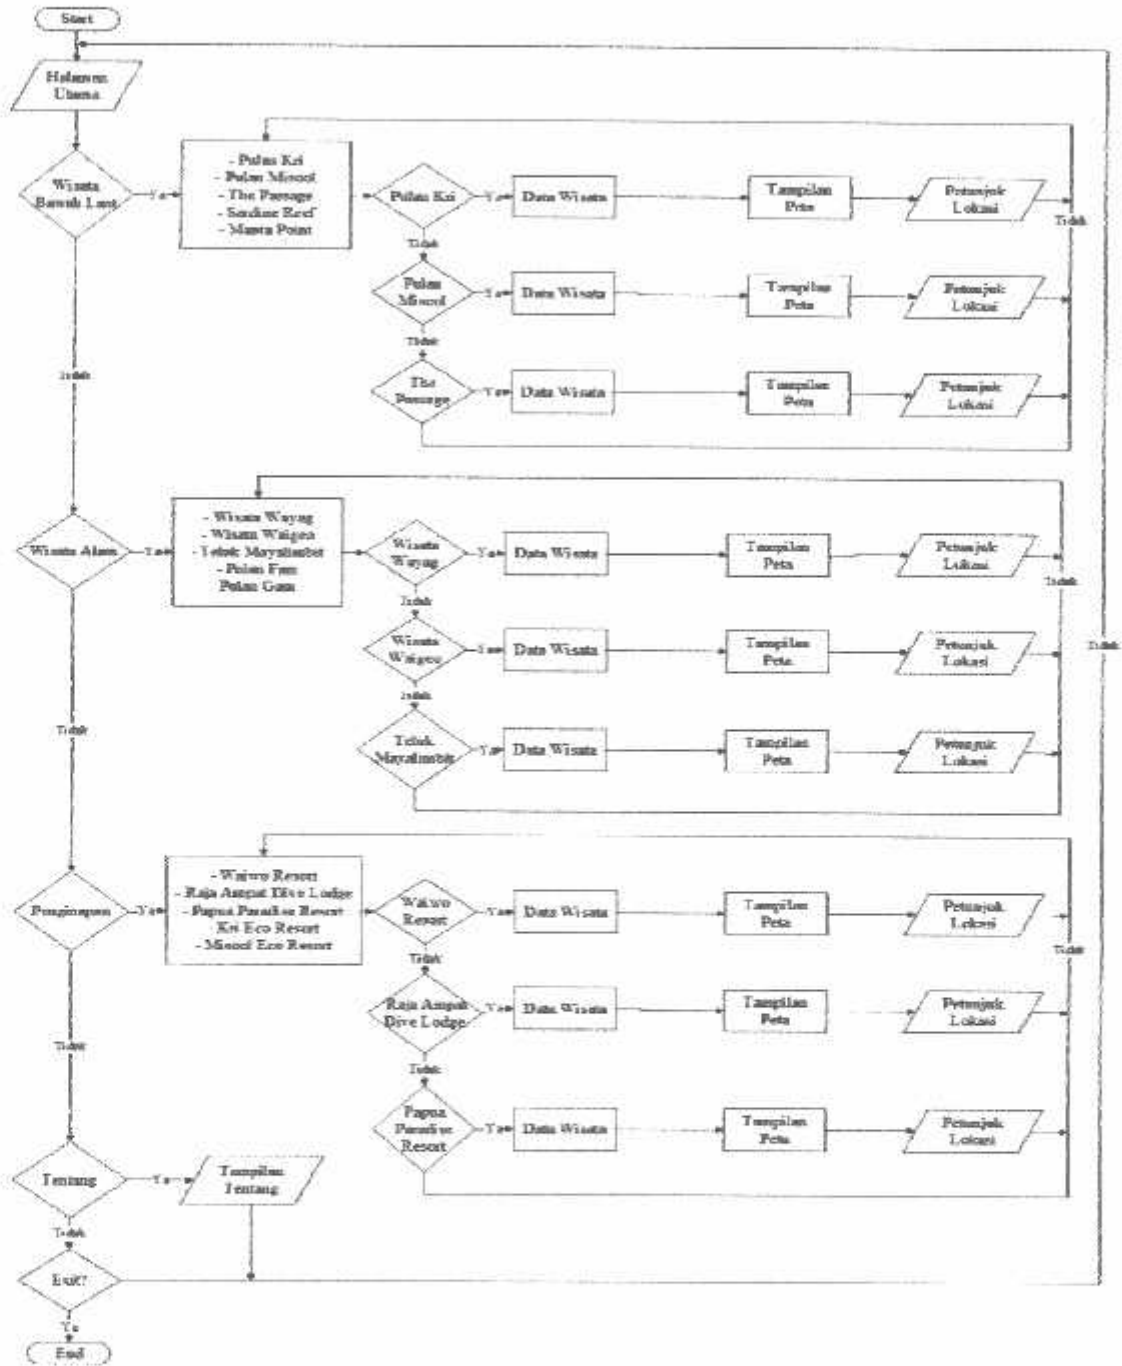 Start
Halaman
Utama
Wisata
Bawah Laut
Ya
- Pulau Kri
- Pulau Misool
- The Passage
- Sardine Reef
- Manta Point
Pulau Kri
Ya
Data Wisata
Tampilan
Peta
Petunjuk
Lokasi
Tidak
Tidak
Pulau
Misool
Ya
Data Wisata
Tampilan
Peta
Petunjuk
Lokasi
Tidak
The
Passage
Ya
Data Wisata
Tampilan
Peta
Petunjuk
Lokasi
Tidak
Wisata Alam
Ya
- Wisata Wayag
- Wisata Waigeo
- Teluk Mayalimbit
- Pulau Fam
Pulau Gam
Wisata
Wayag
Ya
Data Wisata
Tampilan
Peta
Petunjuk
Lokasi
Tidak
Tidak
Wisata
Waigeo
Ya
Data Wisata
Tampilan
Peta
Petunjuk
Lokasi
Tidak
Tidak
Teluk
Mayalimbit
Ya
Data Wisata
Tampilan
Peta
Petunjuk
Lokasi
Tidak
Penginapan
Ya
- Waiwo Resort
- Raja Ampat Dive Lodge
- Papua Paradise Resort
Kri Eco Resort
- Misool Eco Resort
Waiwo
Resort
Ya
Data Wisata
Tampilan
Peta
Petunjuk
Lokasi
Tidak
Tidak
Raja Ampat
Dive Lodge
Ya
Data Wisata
Tampilan
Peta
Petunjuk
Lokasi
Tidak
Tidak
Papua
Paradise
Resort
Ya
Data Wisata
Tampilan
Peta
Petunjuk
Lokasi
Tentang
Ya
Tampilan
Tentang
Tidak
Exit?
Ya
End